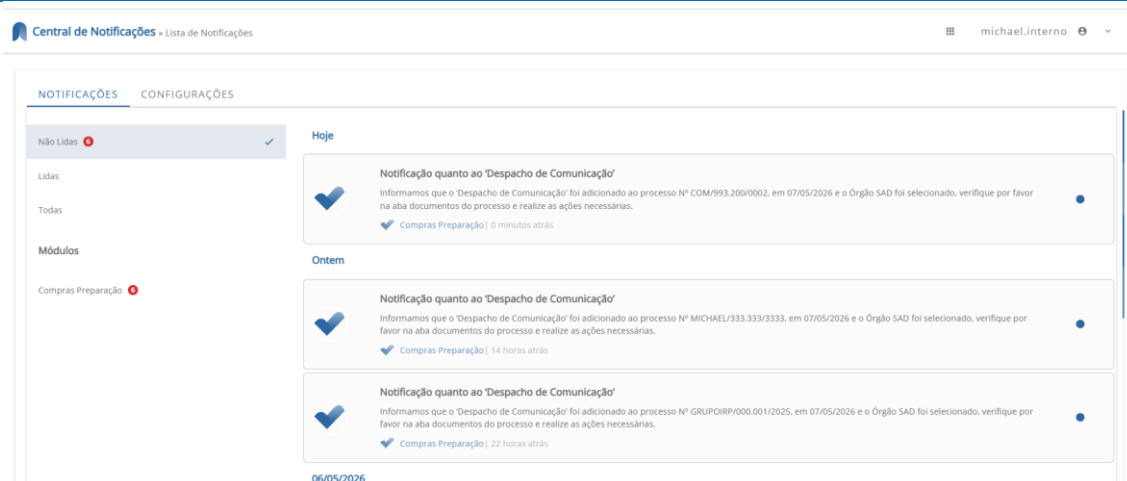 Central de Notificações » Lista de Notificações
michael.interno
NOTIFICAÇÕES CONFIGURAÇÕES
Não Lidas 6
Lidas
Todas
Módulos
Compras Preparação 6
Hoje
Notificação quanto ao 'Despacho de Comunicação'
Informamos que o 'Despacho de Comunicação' foi adicionado ao processo Nº COM/993.200/0002, em 07/05/2026 e o Órgão SAD foi selecionado, verifique por favor
na aba documentos do processo e realize as ações necessárias.
Compras Preparação | 0 minutos atrás
Ontem
Notificação quanto ao 'Despacho de Comunicação'
Informamos que o 'Despacho de Comunicação' foi adicionado ao processo Nº MICHAEL/333.333/3333, em 07/05/2026 e o Órgão SAD foi selecionado, verifique por
favor na aba documentos do processo e realize as ações necessárias.
Compras Preparação | 14 horas atrás
Notificação quanto ao 'Despacho de Comunicação'
Informamos que o 'Despacho de Comunicação' foi adicionado ao processo Nº GRUPOIRP/000.001/2025, em 07/05/2026 e o Órgão SAD foi selecionado, verifique por
favor na aba documentos do processo e realize as ações necessárias.
Compras Preparação | 22 horas atrás
06/05/2026